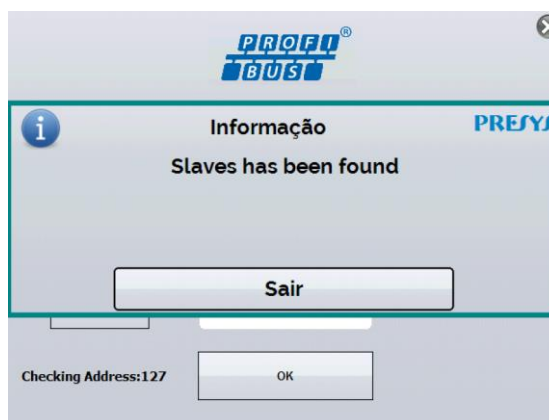 PROFI®
BUS
i
Informação
PRESYS
Slaves has been found
Sair
Checking Address:127
OK